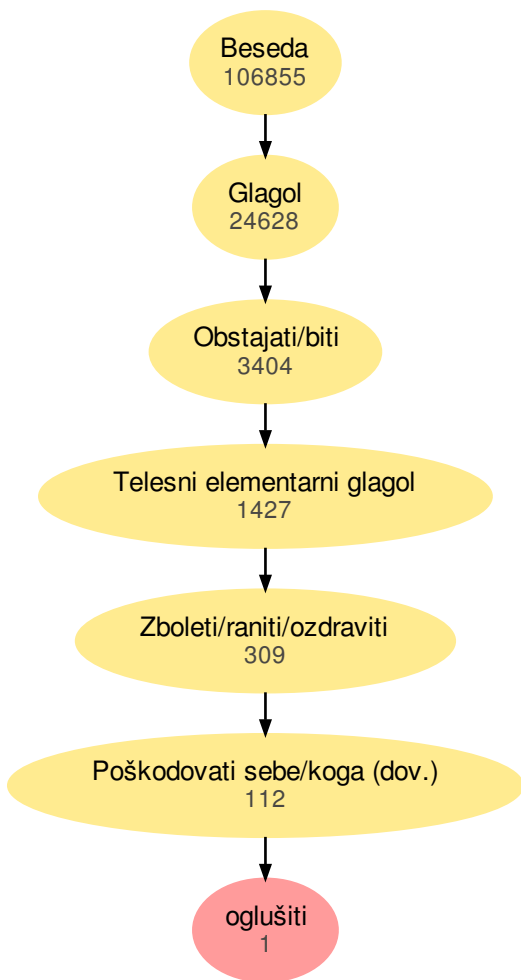 Beseda
106855
Glagol
24628
Obstajati/biti
3404
Telesni elementarni glagol
1427
Zboleti/raniti/ozdraviti
309
Poškodovati sebe/koga (dov.)
112
oglušiti
1